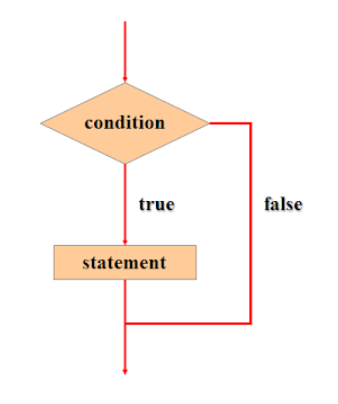 condition
true
false
statement